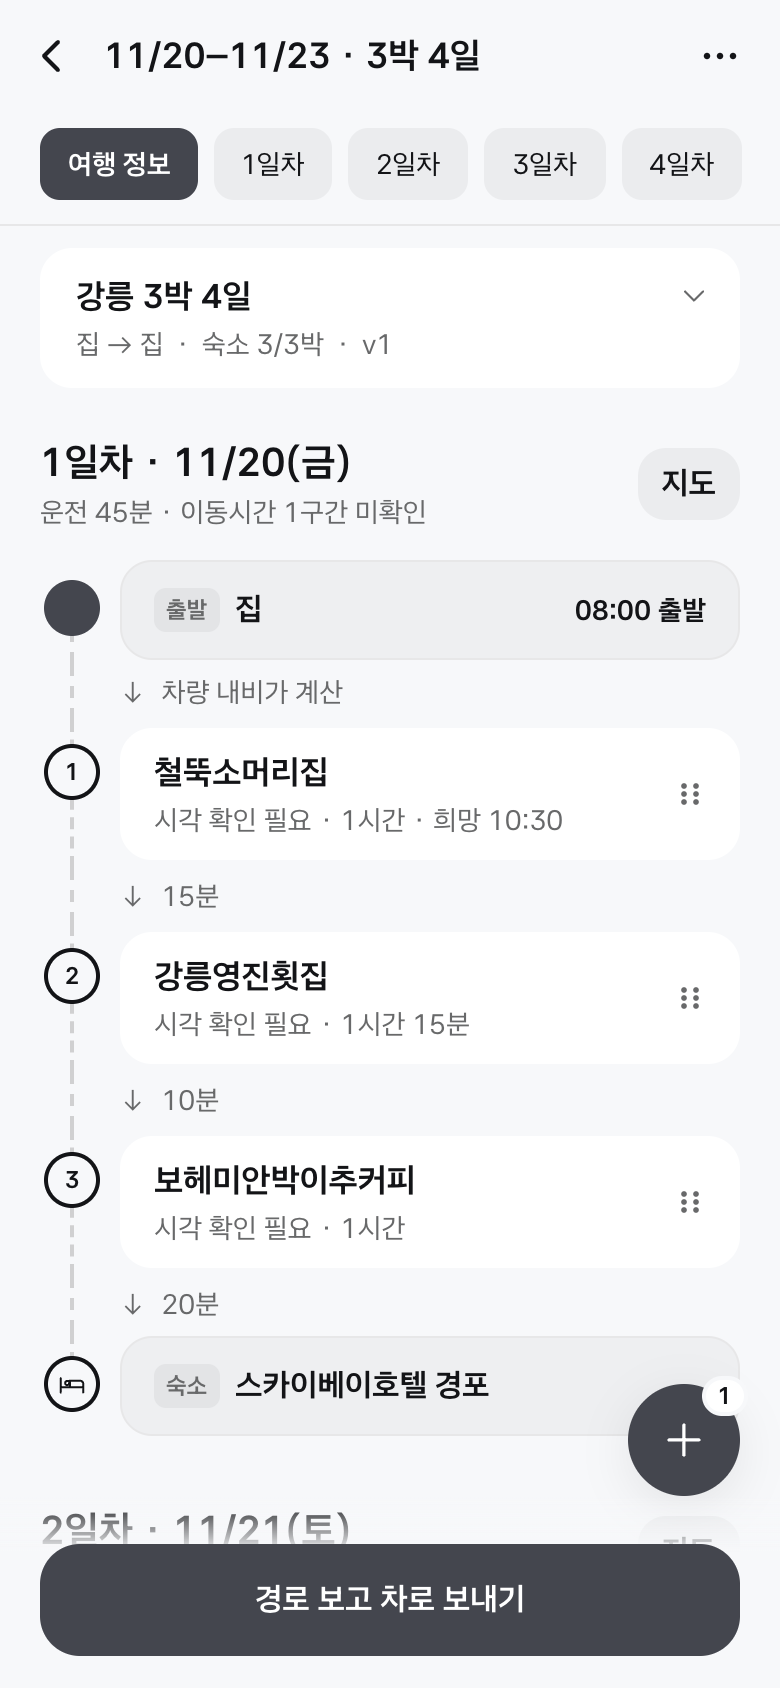 11/20–11/23 · 3박 4일
여행 정보
1일차
2일차
3일차
4일차
강릉 3박 4일
집 → 집 · 숙소 3/3박 · v1
1일차 · 11/20(금)
지도
운전 45분 · 이동시간 1구간 미확인
출발 집 08:00 출발
↓ 차량 내비가 계산
1
철뚝소머리집
시각 확인 필요 · 1시간 · 희망 10:30
↓ 15분
2
강릉영진횟집
시각 확인 필요 · 1시간 15분
↓ 10분
3
보헤미안박이추커피
시각 확인 필요 · 1시간
↓ 20분
숙소 스카이베이호텔 경포
1
2일차 · 11/21(토)
지도
경로 보고 차로 보내기